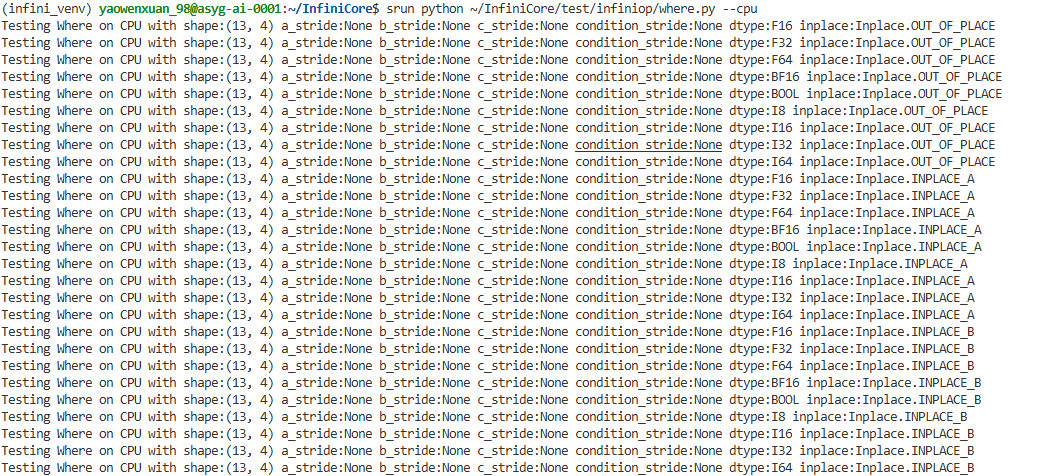 (infini_venv) yaowenxuan_98@asyg-ai-0001:~/InfiniCore$ srun python ~/InfiniCore/test/infiniop/where.py --cpu
Testing Where on CPU with shape:(13, 4) a_stride:None b_stride:None c_stride:None condition_stride:None dtype:F16 inplace:Inplace.OUT_OF_PLACE
Testing Where on CPU with shape:(13, 4) a_stride:None b_stride:None c_stride:None condition_stride:None dtype:F32 inplace:Inplace.OUT_OF_PLACE
Testing Where on CPU with shape:(13, 4) a_stride:None b_stride:None c_stride:None condition_stride:None dtype:F64 inplace:Inplace.OUT_OF_PLACE
Testing Where on CPU with shape:(13, 4) a_stride:None b_stride:None c_stride:None condition_stride:None dtype:BF16 inplace:Inplace.OUT_OF_PLACE
Testing Where on CPU with shape:(13, 4) a_stride:None b_stride:None c_stride:None condition_stride:None dtype:BOOL inplace:Inplace.OUT_OF_PLACE
Testing Where on CPU with shape:(13, 4) a_stride:None b_stride:None c_stride:None condition_stride:None dtype:I8 inplace:Inplace.OUT_OF_PLACE
Testing Where on CPU with shape:(13, 4) a_stride:None b_stride:None c_stride:None condition_stride:None dtype:I16 inplace:Inplace.OUT_OF_PLACE
Testing Where on CPU with shape:(13, 4) a_stride:None b_stride:None c_stride:None condition_stride:None dtype:I32 inplace:Inplace.OUT_OF_PLACE
Testing Where on CPU with shape:(13, 4) a_stride:None b_stride:None c_stride:None condition_stride:None dtype:I64 inplace:Inplace.OUT_OF_PLACE
Testing Where on CPU with shape:(13, 4) a_stride:None b_stride:None c_stride:None condition_stride:None dtype:F16 inplace:Inplace.INPLACE_A
Testing Where on CPU with shape:(13, 4) a_stride:None b_stride:None c_stride:None condition_stride:None dtype:F32 inplace:Inplace.INPLACE_A
Testing Where on CPU with shape:(13, 4) a_stride:None b_stride:None c_stride:None condition_stride:None dtype:F64 inplace:Inplace.INPLACE_A
Testing Where on CPU with shape:(13, 4) a_stride:None b_stride:None c_stride:None condition_stride:None dtype:BF16 inplace:Inplace.INPLACE_A
Testing Where on CPU with shape:(13, 4) a_stride:None b_stride:None c_stride:None condition_stride:None dtype:BOOL inplace:Inplace.INPLACE_A
Testing Where on CPU with shape:(13, 4) a_stride:None b_stride:None c_stride:None condition_stride:None dtype:I8 inplace:Inplace.INPLACE_A
Testing Where on CPU with shape:(13, 4) a_stride:None b_stride:None c_stride:None condition_stride:None dtype:I16 inplace:Inplace.INPLACE_A
Testing Where on CPU with shape:(13, 4) a_stride:None b_stride:None c_stride:None condition_stride:None dtype:I32 inplace:Inplace.INPLACE_A
Testing Where on CPU with shape:(13, 4) a_stride:None b_stride:None c_stride:None condition_stride:None dtype:I64 inplace:Inplace.INPLACE_A
Testing Where on CPU with shape:(13, 4) a_stride:None b_stride:None c_stride:None condition_stride:None dtype:F16 inplace:Inplace.INPLACE_B
Testing Where on CPU with shape:(13, 4) a_stride:None b_stride:None c_stride:None condition_stride:None dtype:F32 inplace:Inplace.INPLACE_B
Testing Where on CPU with shape:(13, 4) a_stride:None b_stride:None c_stride:None condition_stride:None dtype:F64 inplace:Inplace.INPLACE_B
Testing Where on CPU with shape:(13, 4) a_stride:None b_stride:None c_stride:None condition_stride:None dtype:BF16 inplace:Inplace.INPLACE_B
Testing Where on CPU with shape:(13, 4) a_stride:None b_stride:None c_stride:None condition_stride:None dtype:BOOL inplace:Inplace.INPLACE_B
Testing Where on CPU with shape:(13, 4) a_stride:None b_stride:None c_stride:None condition_stride:None dtype:I8 inplace:Inplace.INPLACE_B
Testing Where on CPU with shape:(13, 4) a_stride:None b_stride:None c_stride:None condition_stride:None dtype:I16 inplace:Inplace.INPLACE_B
Testing Where on CPU with shape:(13, 4) a_stride:None b_stride:None c_stride:None condition_stride:None dtype:I32 inplace:Inplace.INPLACE_B
Testing Where on CPU with shape:(13, 4) a_stride:None b_stride:None c_stride:None condition_stride:None dtype:I64 inplace:Inplace.INPLACE_B